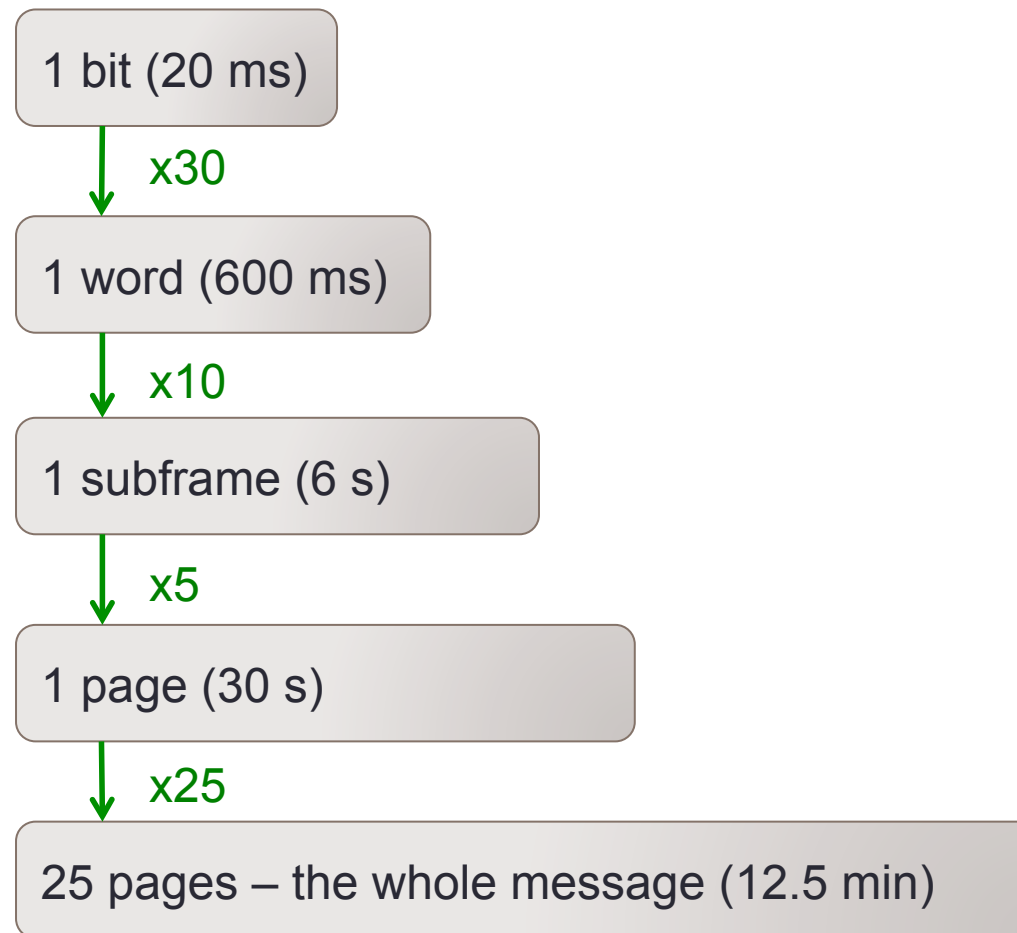 1 bit (20 ms)
x30
1 word (600 ms)
x10
1 subframe (6 s)
x5
1 page (30 s)
x25
25 pages – the whole message (12.5 min)